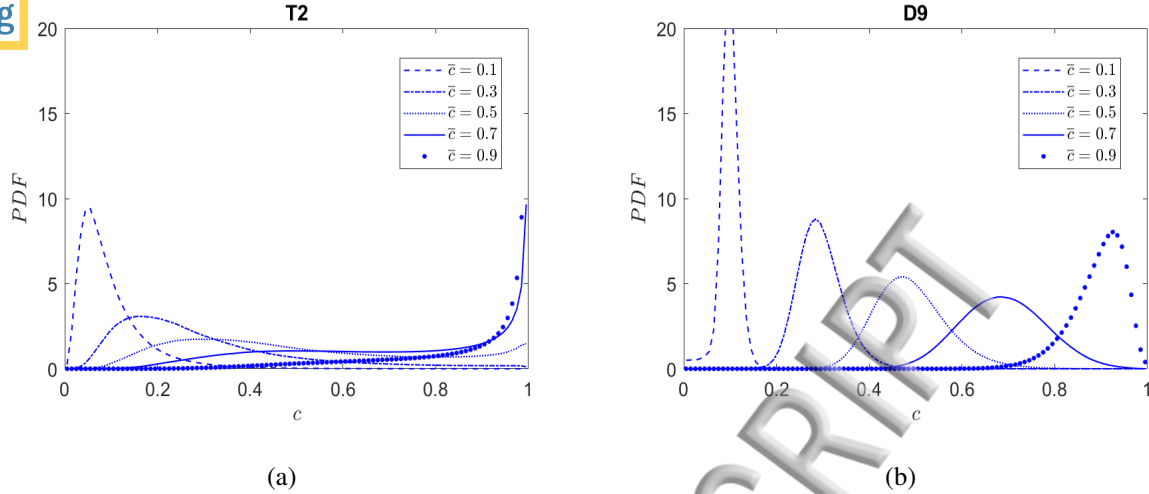 g
T2
20
15
10
5
0
0
0.2
0.4
0.6
0.8
1
PDF
c
c̅ = 0.1
c̅ = 0.3
c̅ = 0.5
c̅ = 0.7
c̅ = 0.9
(a)
D9
20
15
10
5
0
0
0.2
0.4
0.6
0.8
1
PDF
c
c̅ = 0.1
c̅ = 0.3
c̅ = 0.5
c̅ = 0.7
c̅ = 0.9
(b)
CRIPT